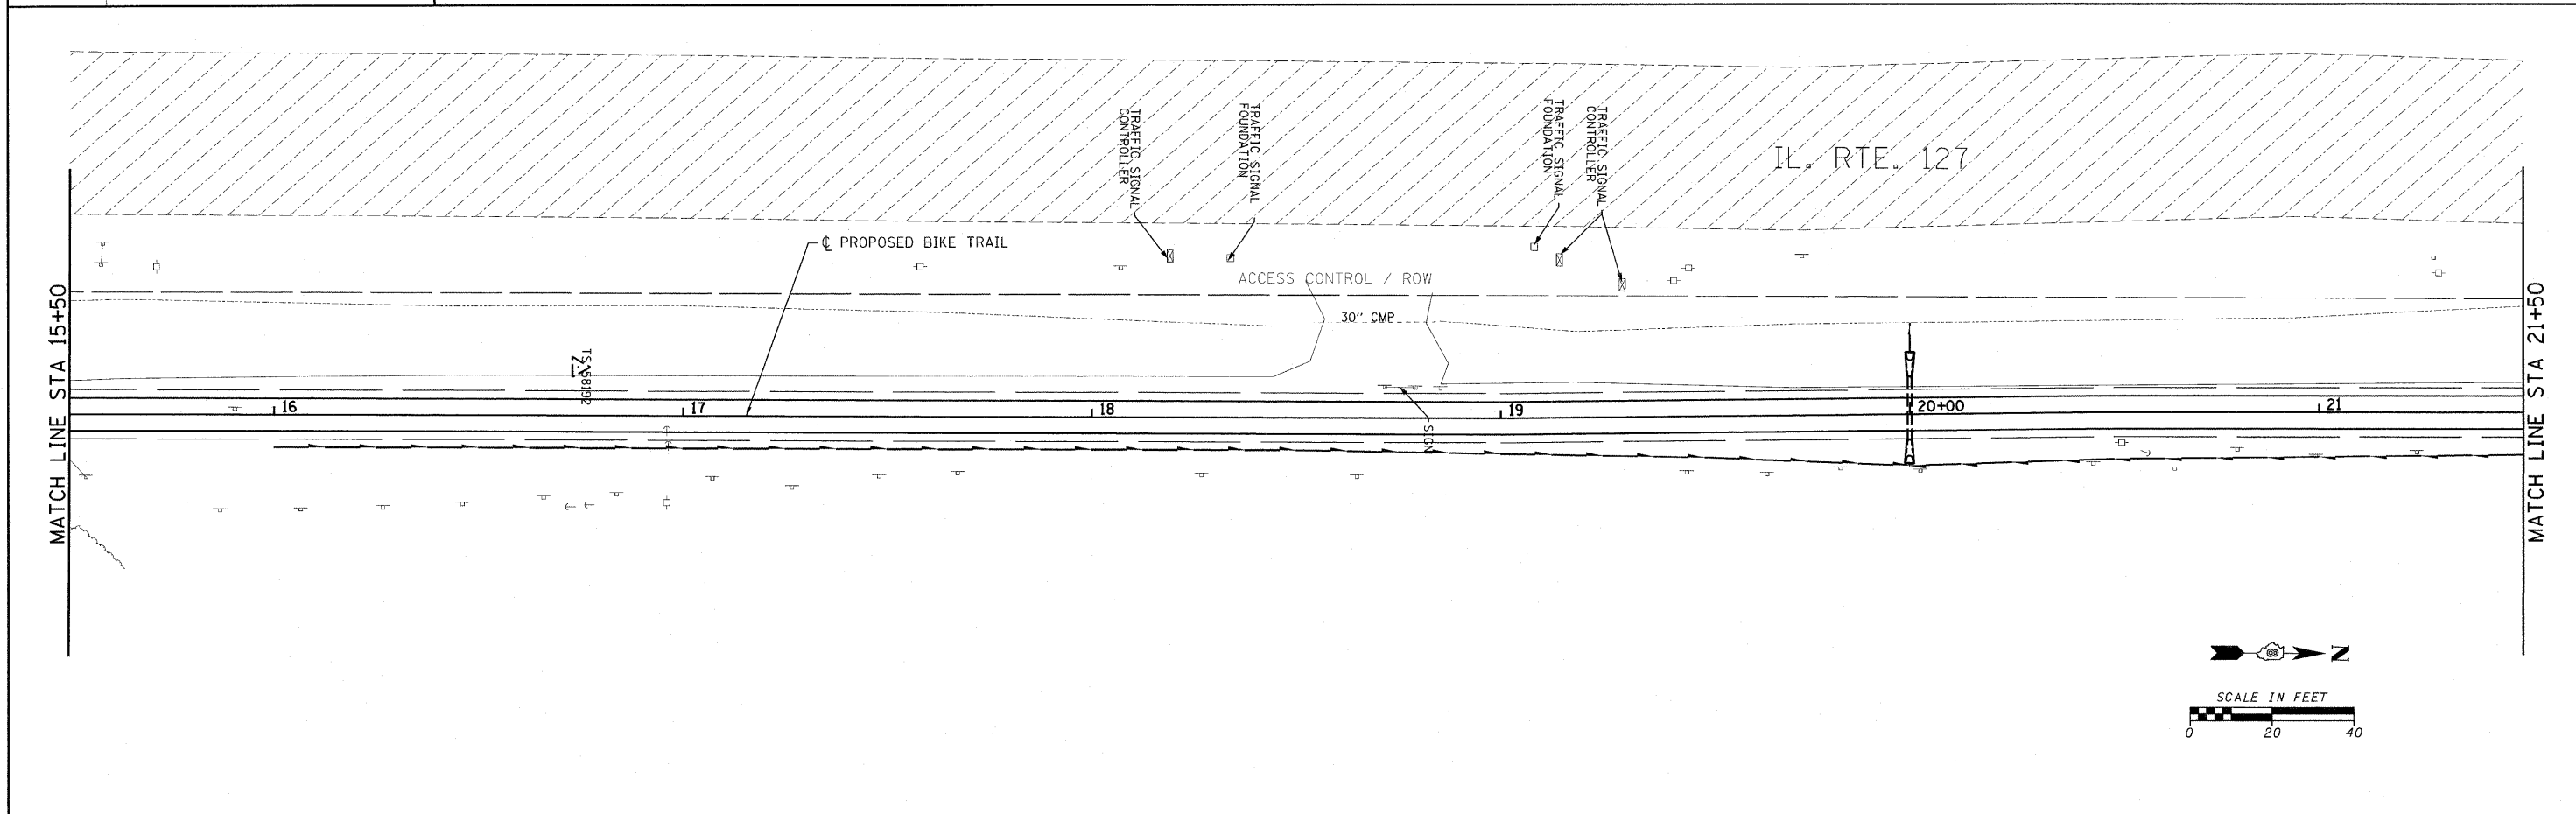 TRAFFIC SIGNAL
CONTROLLER
TRAFFIC SIGNAL
FOUNDATION
TRAFFIC SIGNAL
FOUNDATION
TRAFFIC SIGNAL
CONTROLLER
IL. RTE. 127
℄ PROPOSED BIKE TRAIL
ACCESS CONTROL / ROW
30" CMP
MATCH LINE STA 15+50
MATCH LINE STA 21+50
16
17
18
19
20+00
21
SIGN
N
SCALE IN FEET
0 20 40